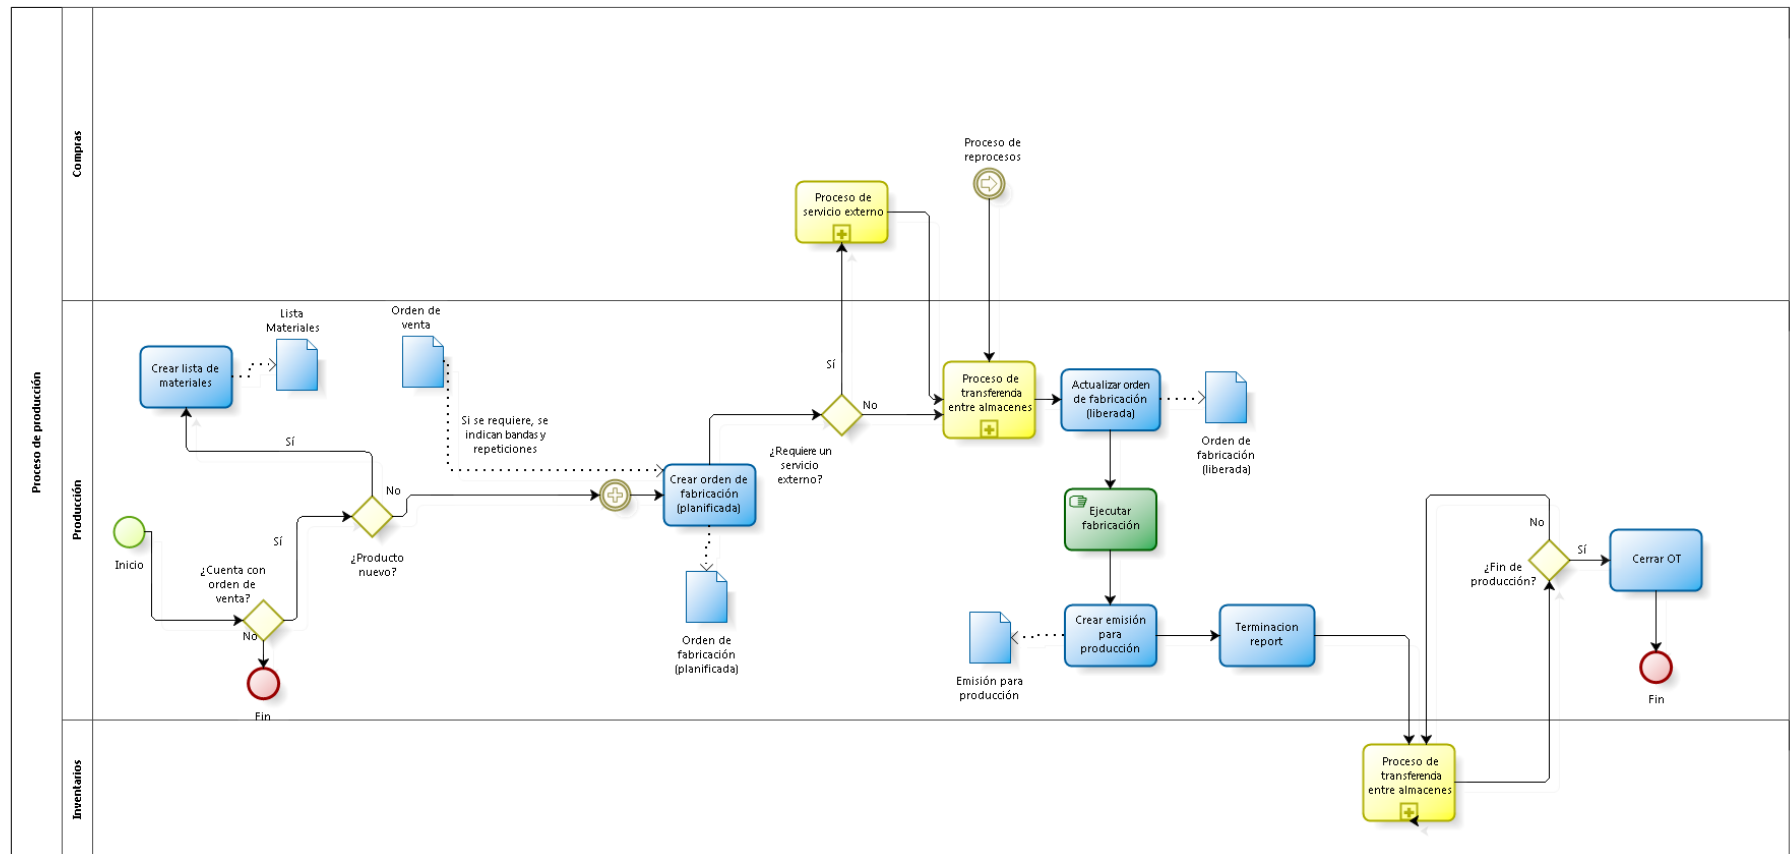 Proceso de producción
Compras
Proceso de
reprocesos
Proceso de
servicio externo
Producción
Lista
Materiales
Orden de
venta
Crear lista de
materiales
Sí
Proceso de
transferenda
entre almacenes
Actualizar orden
de fabricación
(liberada)
No
Si se requiere, se
indican bandas y
repeticiones
Sí
¿Requiere un
servicio
externo?
Orden de
fabricación
(liberada)
Crear orden de
fabricación
(planificada)
No
Ejecutar
fabricación
No
Inicio
Sí
¿Producto
nuevo?
¿Cuenta con
orden de
venta?
No
Fin
Orden de
fabricación
(planificada)
Sí
¿Fin de
producción?
Cerrar OT
Crear emisión
para
producción
Terminacion
report
Emisión para
producción
Fin
Inventarios
Proceso de
transferenda
entre almacenes